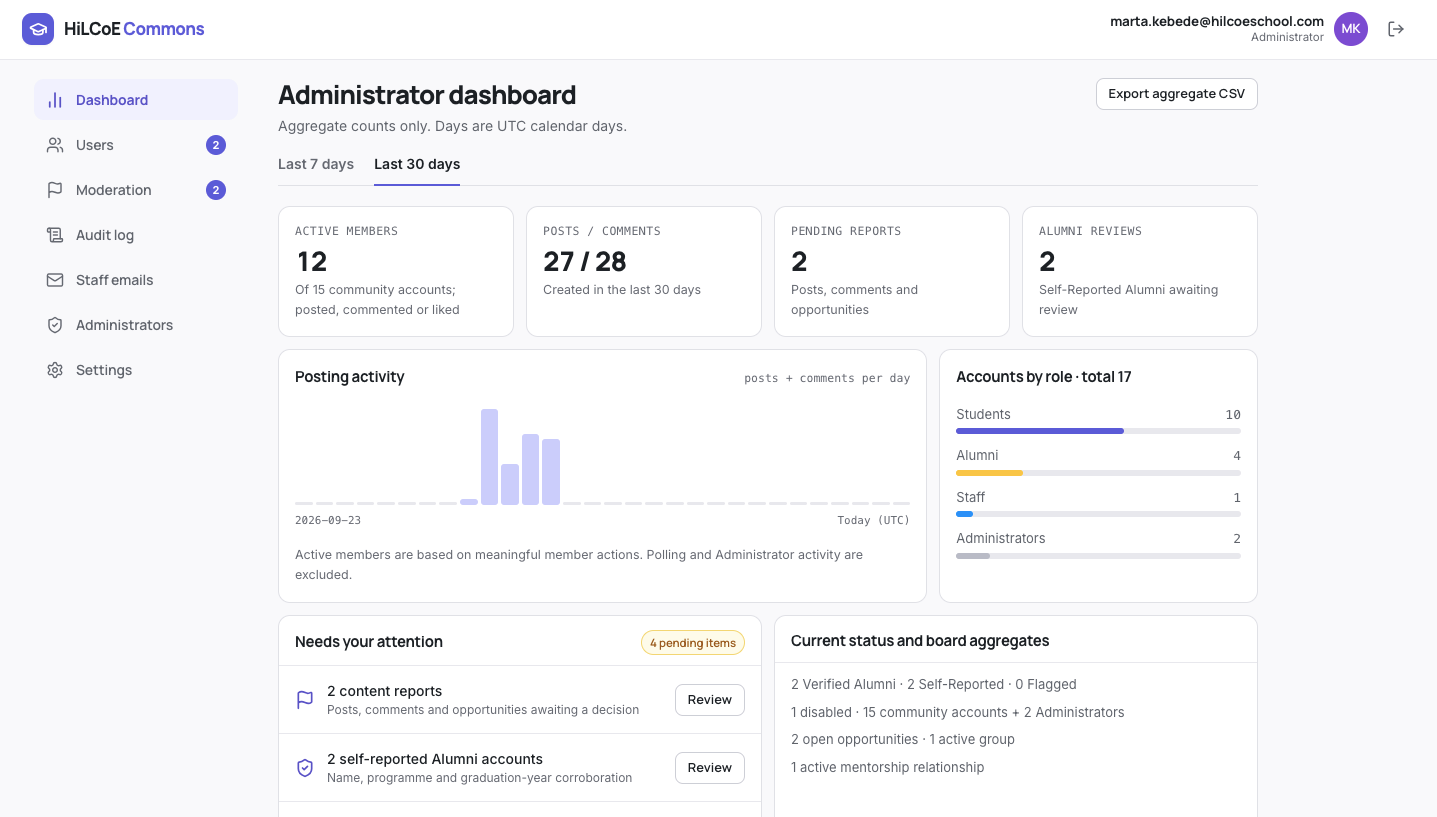 HiLCoE Commons
marta.kebede@hilcoeschool.com
Administrator
MK
Dashboard
Users
2
Moderation
2
Audit log
Staff emails
Administrators
Settings
Administrator dashboard
Export aggregate CSV
Aggregate counts only. Days are UTC calendar days.
Last 7 days
Last 30 days
ACTIVE MEMBERS
12
Of 15 community accounts;
posted, commented or liked
POSTS / COMMENTS
27 / 28
Created in the last 30 days
PENDING REPORTS
2
Posts, comments and
opportunities
ALUMNI REVIEWS
2
Self-Reported Alumni awaiting
review
Posting activity
posts + comments per day
2026-09-23
Today (UTC)
Active members are based on meaningful member actions. Polling and Administrator activity are
excluded.
Accounts by role · total 17
Students
10
Alumni
4
Staff
1
Administrators
2
Needs your attention
4 pending items
2 content reports
Posts, comments and opportunities awaiting a decision
Review
2 self-reported Alumni accounts
Name, programme and graduation-year corroboration
Review
Current status and board aggregates
2 Verified Alumni · 2 Self-Reported · 0 Flagged
1 disabled · 15 community accounts + 2 Administrators
2 open opportunities · 1 active group
1 active mentorship relationship